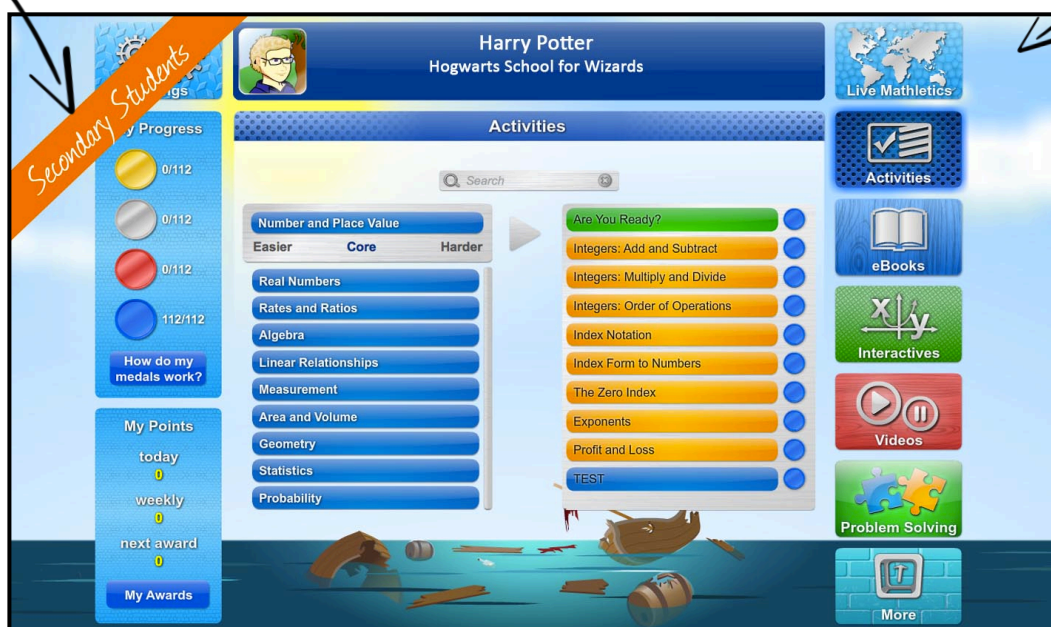 Secondary Students
ngs
y Progress
0/112
0/112
0/112
112/112
How do my
medals work?
My Points
today
0
weekly
0
next award
0
My Awards
Harry Potter
Hogwarts School for Wizards
Activities
Search
Number and Place Value
Easier Core Harder
Real Numbers
Rates and Ratios
Algebra
Linear Relationships
Measurement
Area and Volume
Geometry
Statistics
Probability
Are You Ready?
Integers: Add and Subtract
Integers: Multiply and Divide
Integers: Order of Operations
Index Notation
Index Form to Numbers
The Zero Index
Exponents
Profit and Loss
TEST
Live Mathletics
Activities
eBooks
x y
Interactives
Videos
Problem Solving
More